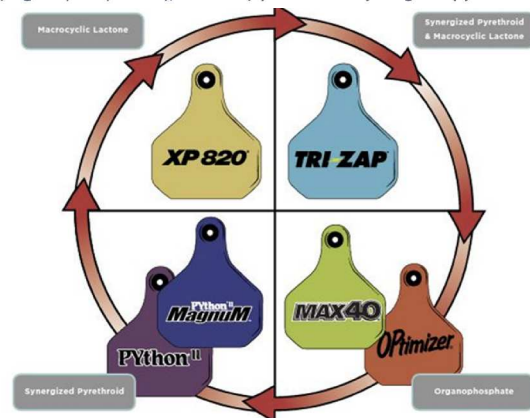 Macrocyclic Lactone
Synergized Pyrethroid
& Macrocyclic Lactone
XP 820
TRI-ZAP
PYthon II
MagnuM
MAX40
PYthon II
OPtimizer
Synergized Pyrethroid
Organophosphate